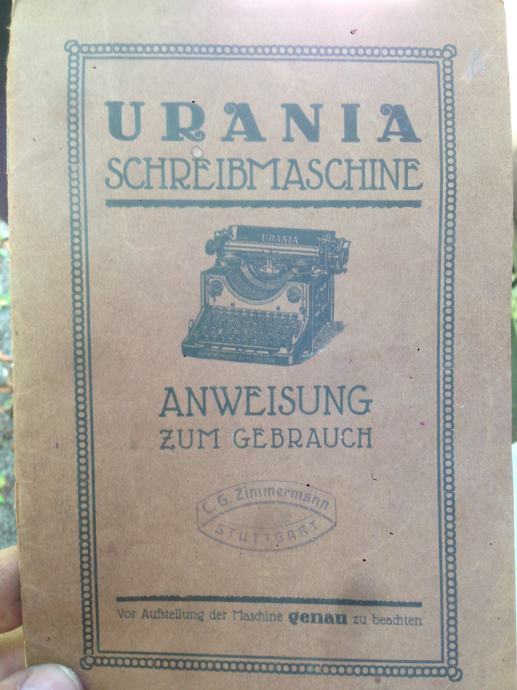 URANIA
SCHREIBMASCHINE
URANIA
ANWEISUNG
ZUM GEBRAUCH
C. G. Zimmermann
STUTTGART
Vor Aufstellung der Maschine genau zu beachten